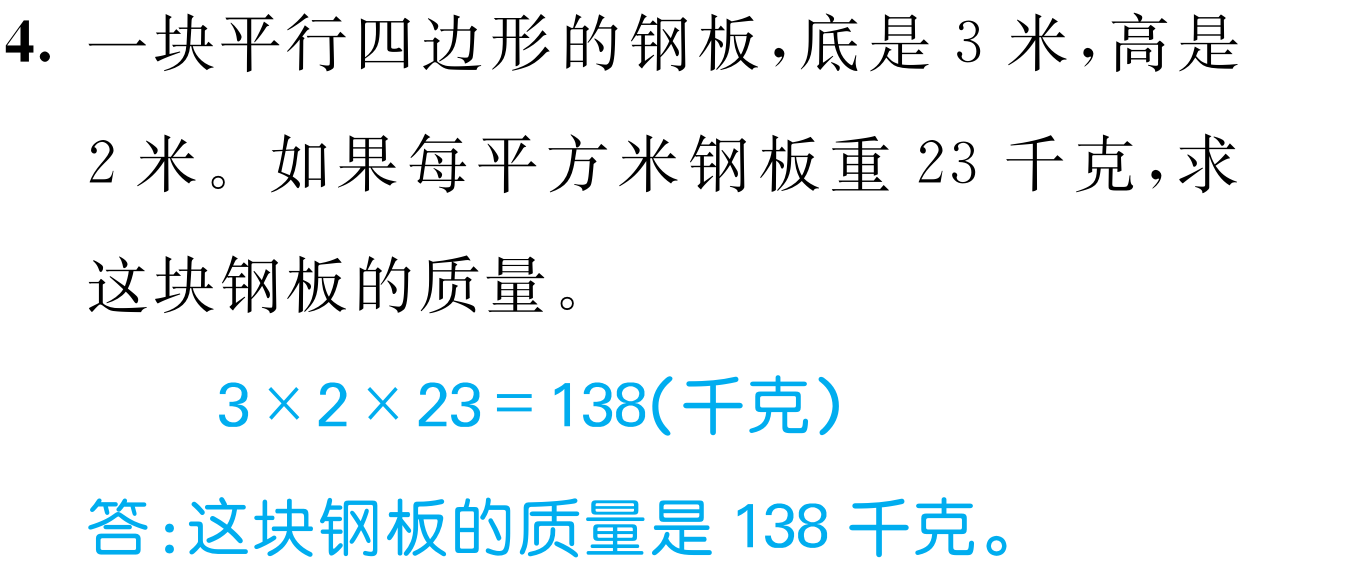 4. 一块平行四边形的钢板,底是 3 米,高是
2 米。如果每平方米钢板重 23 千克,求
这块钢板的质量。
3×2×23=138(千克)
答:这块钢板的质量是 138 千克。